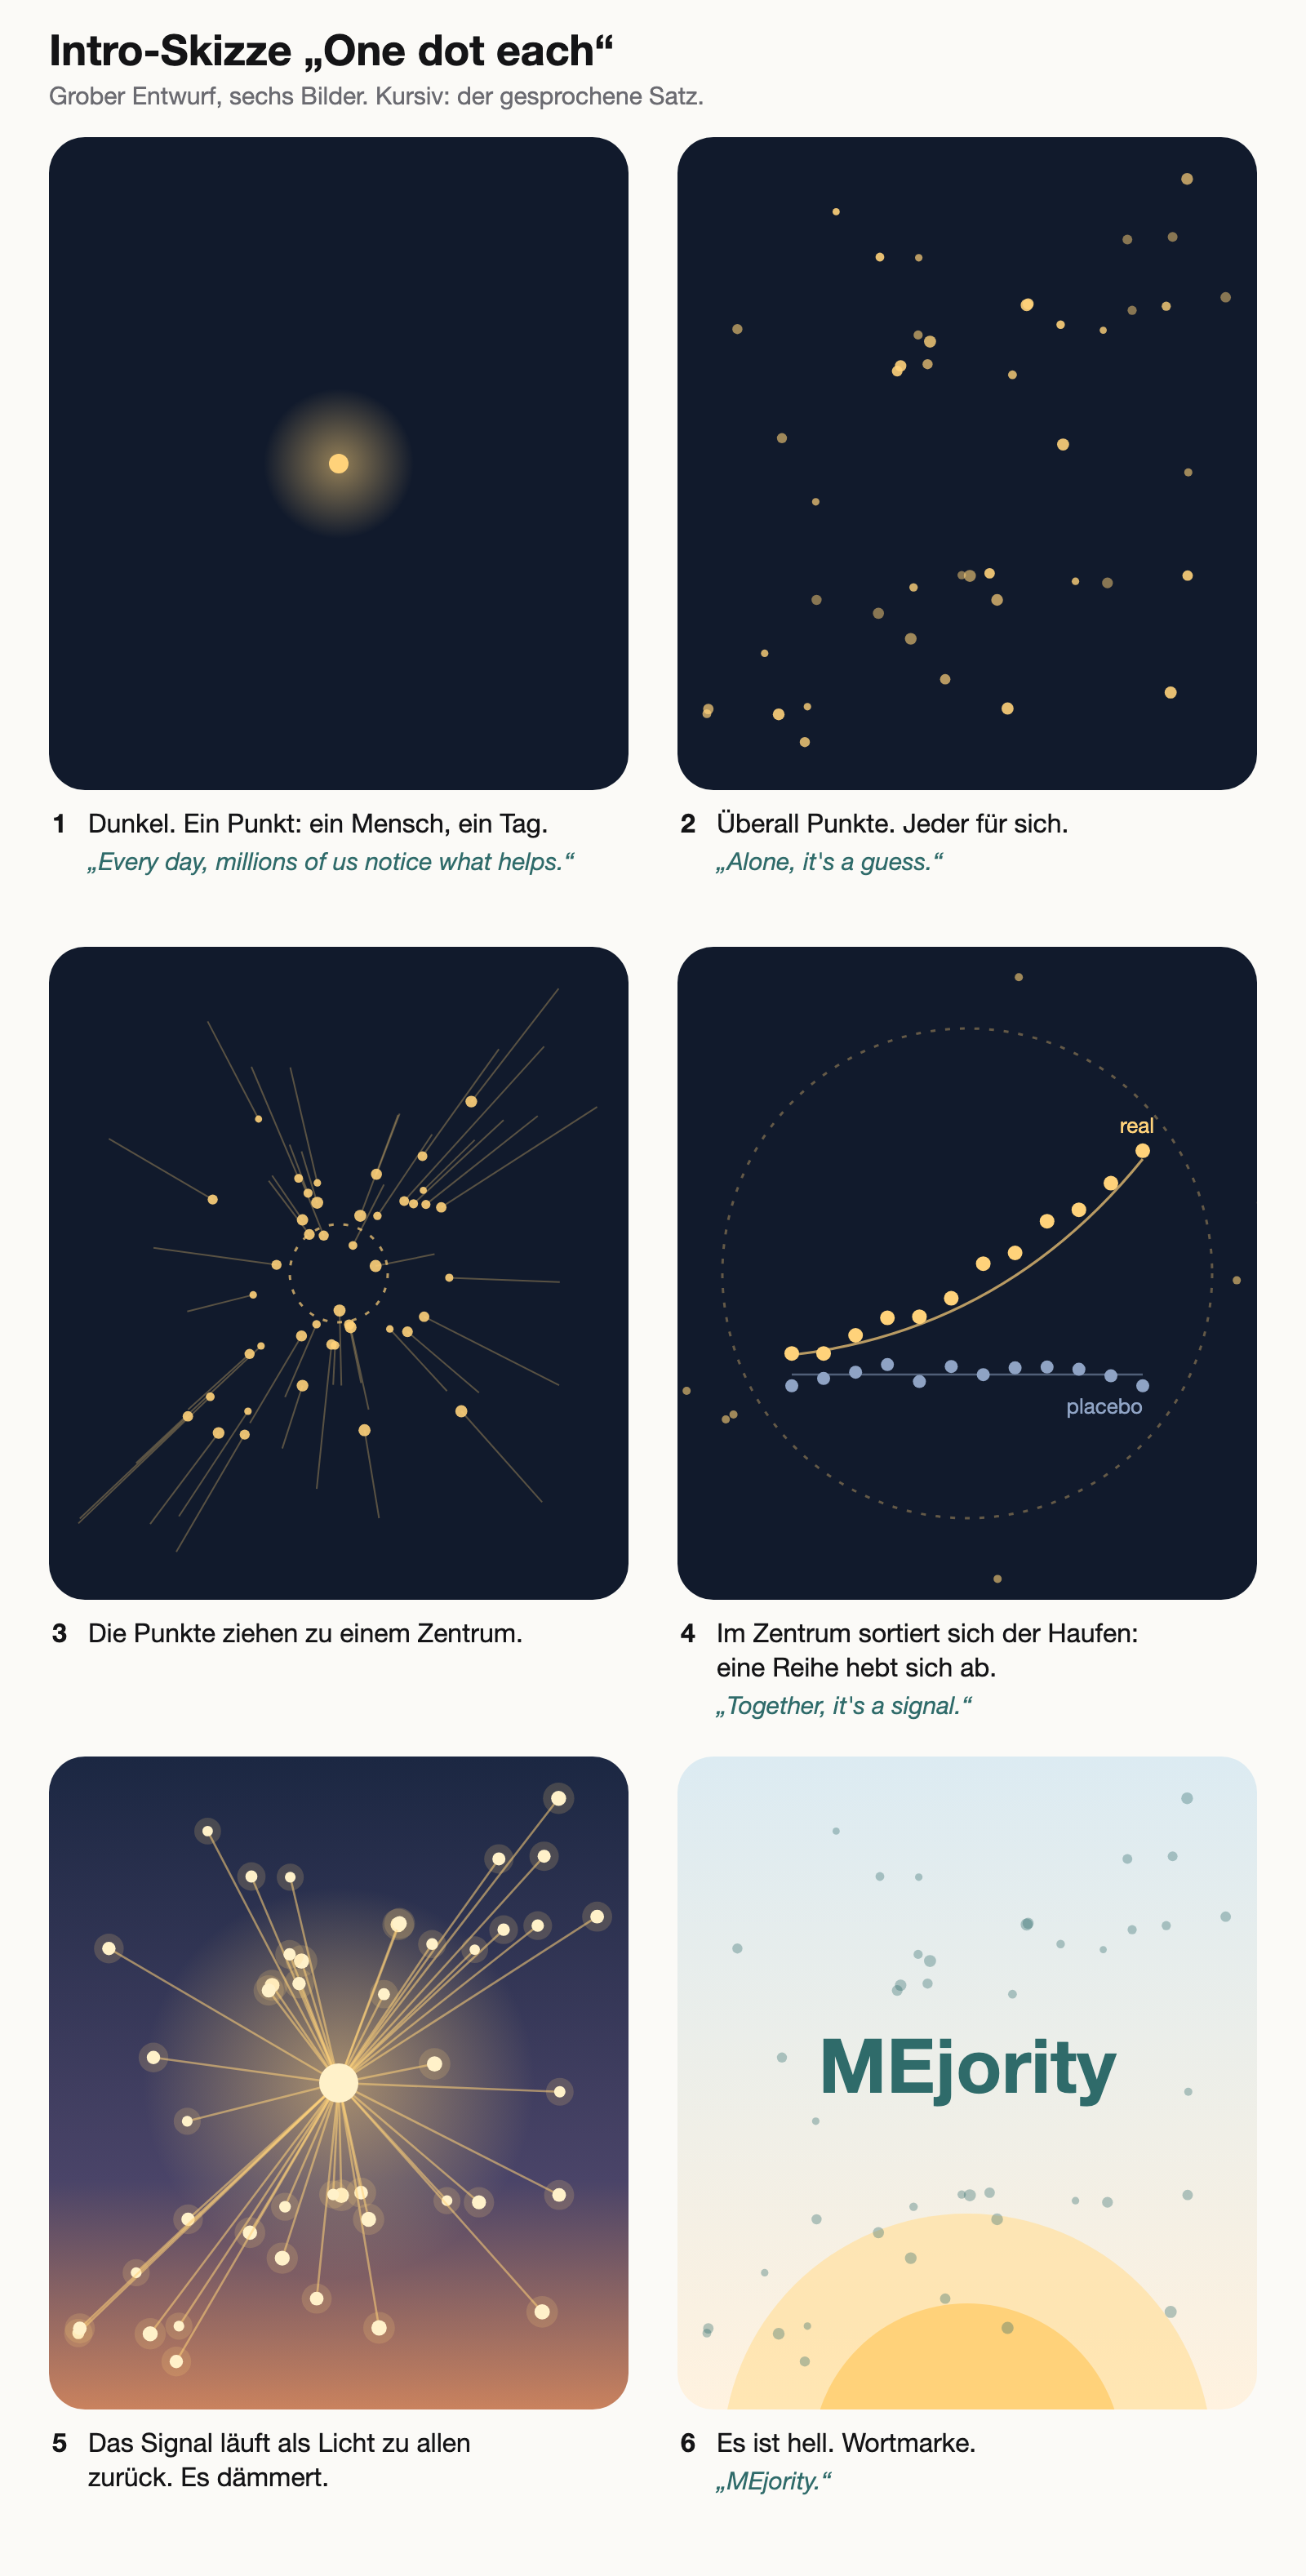 Intro-Skizze „One dot each“
Grober Entwurf, sechs Bilder. Kursiv: der gesprochene Satz.
1 Dunkel. Ein Punkt: ein Mensch, ein Tag.
„Every day, millions of us notice what helps.“
2 Überall Punkte. Jeder für sich.
„Alone, it's a guess.“
3 Die Punkte ziehen zu einem Zentrum.
real
placebo
4 Im Zentrum sortiert sich der Haufen:
eine Reihe hebt sich ab.
„Together, it's a signal.“
5 Das Signal läuft als Licht zu allen
zurück. Es dämmert.
MEjority
6 Es ist hell. Wortmarke.
„MEjority.“